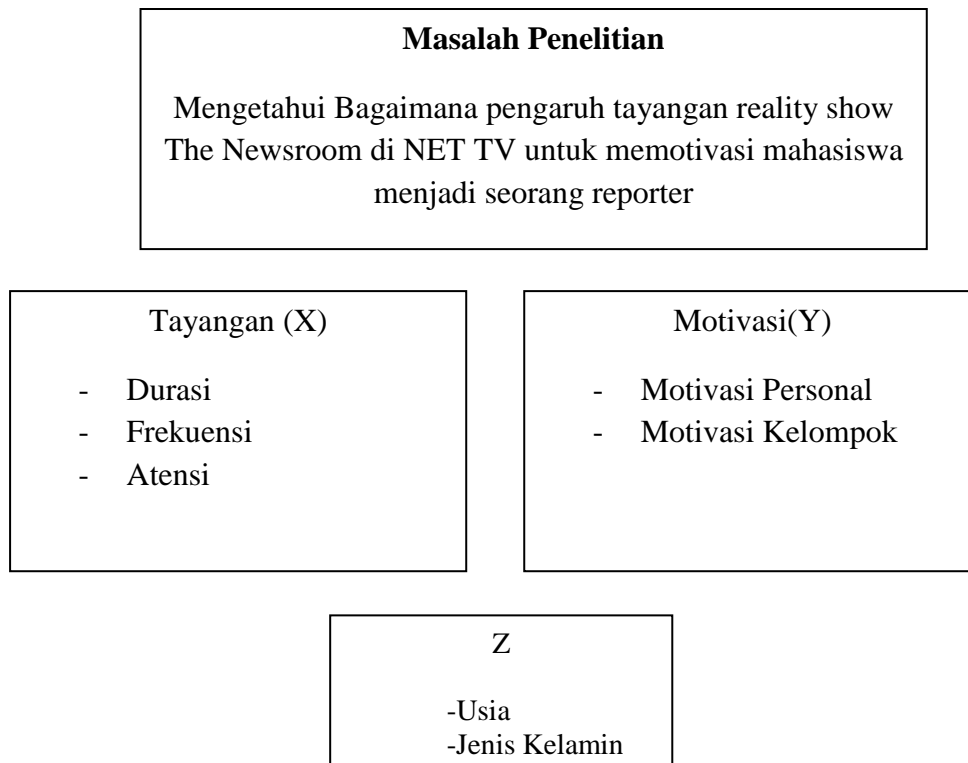 Masalah Penelitian
Mengetahui Bagaimana pengaruh tayangan reality show
The Newsroom di NET TV untuk memotivasi mahasiswa
menjadi seorang reporter
Tayangan (X)
- Durasi
- Frekuensi
- Atensi
Motivasi(Y)
- Motivasi Personal
- Motivasi Kelompok
Z
-Usia
-Jenis Kelamin